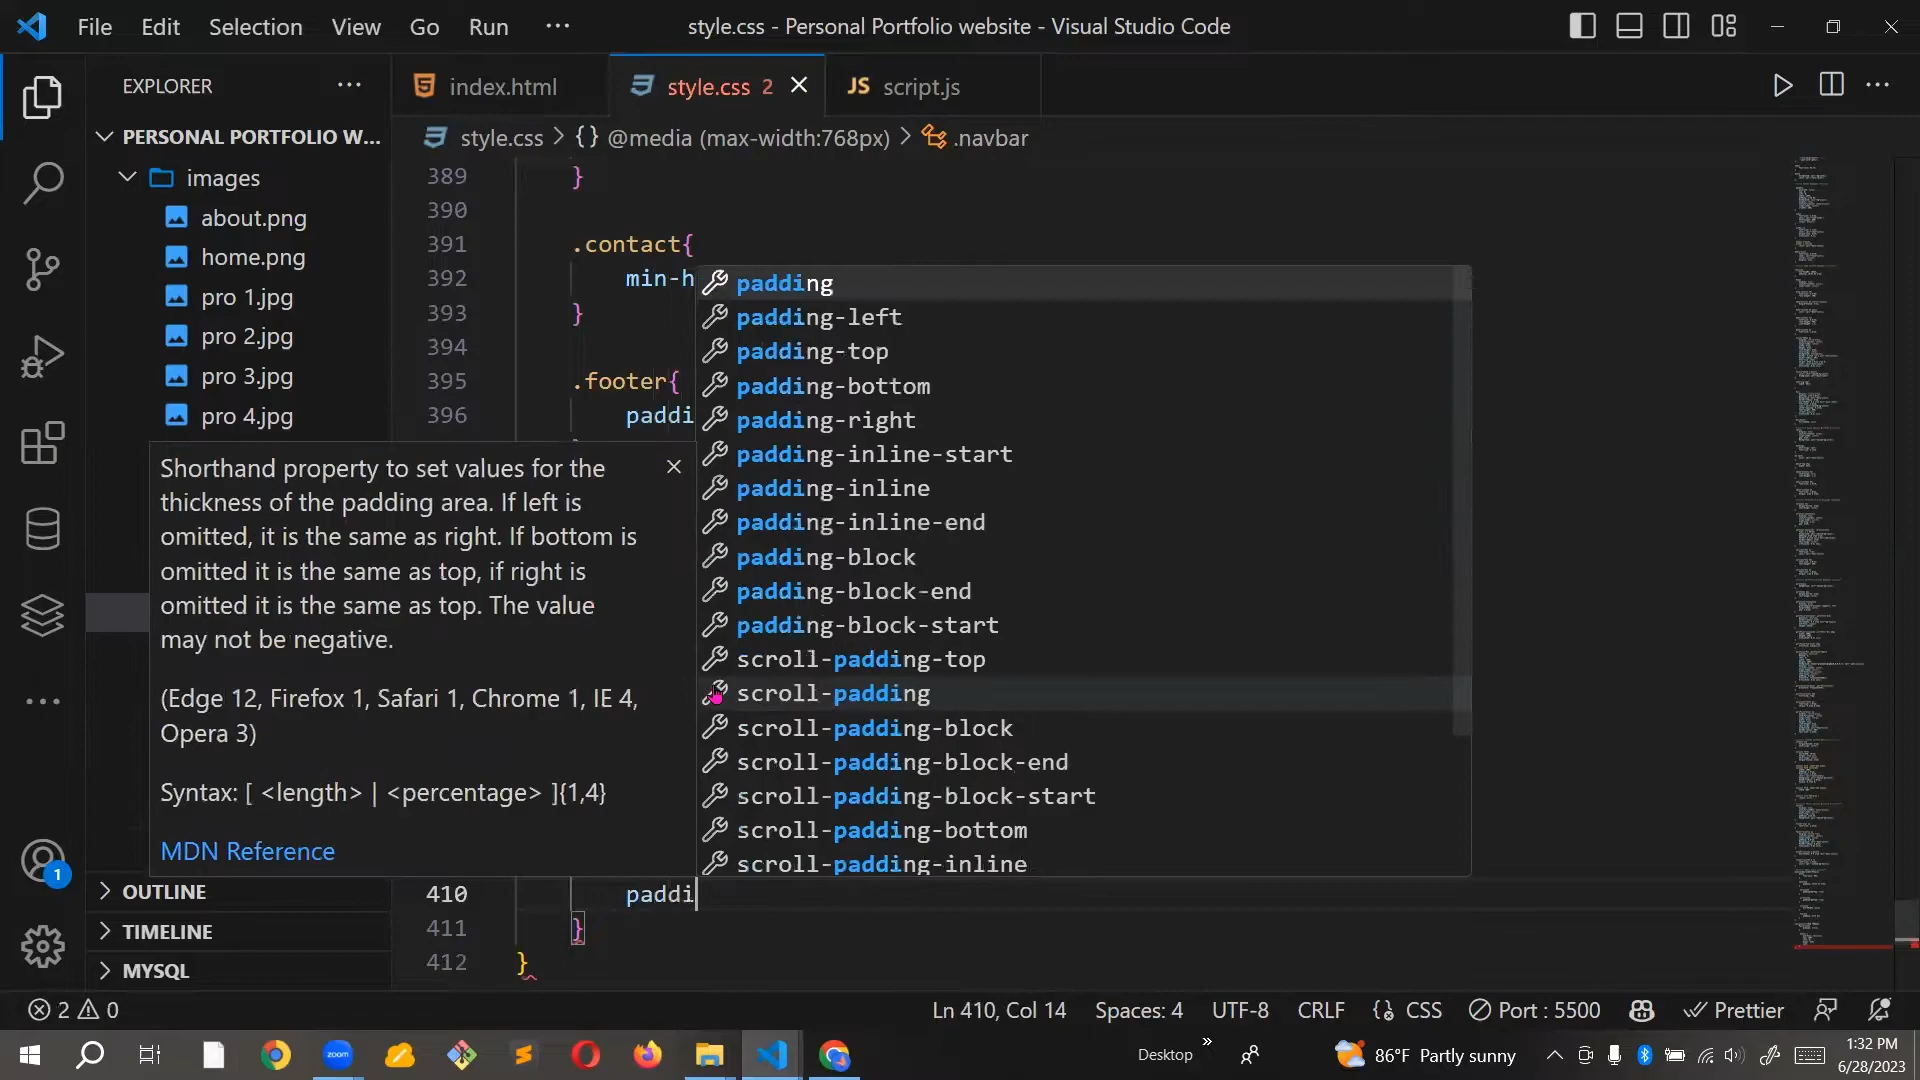 File Edit Selection View Go Run ··· style.css - Personal Portfolio website - Visual Studio Code
EXPLORER ···
PERSONAL PORTFOLIO W...
images
about.png
home.png
pro 1.jpg
pro 2.jpg
pro 3.jpg
pro 4.jpg
index.html style.css 2 JS script.js
style.css > {} @media (max-width:768px) > .navbar
389 }
390
391 .contact{
392 min-h
393 }
394
395 .footer{
396 paddi
padding
padding-left
padding-top
padding-bottom
padding-right
padding-inline-start
padding-inline
padding-inline-end
padding-block
padding-block-end
padding-block-start
scroll-padding-top
scroll-padding
scroll-padding-block
scroll-padding-block-end
scroll-padding-block-start
scroll-padding-bottom
scroll-padding-inline
Shorthand property to set values for the
thickness of the padding area. If left is
omitted, it is the same as right. If bottom is
omitted it is the same as top, if right is
omitted it is the same as top. The value
may not be negative.
(Edge 12, Firefox 1, Safari 1, Chrome 1, IE 4,
Opera 3)
Syntax: [ <length> | <percentage> ]{1,4}
MDN Reference
410 paddi
411 }
412 }
1
OUTLINE
TIMELINE
MYSQL
2 0 Ln 410, Col 14 Spaces: 4 UTF-8 CRLF CSS Port : 5500 Prettier
zoom Desktop » 86°F Partly sunny 1:32 PM
6/28/2023